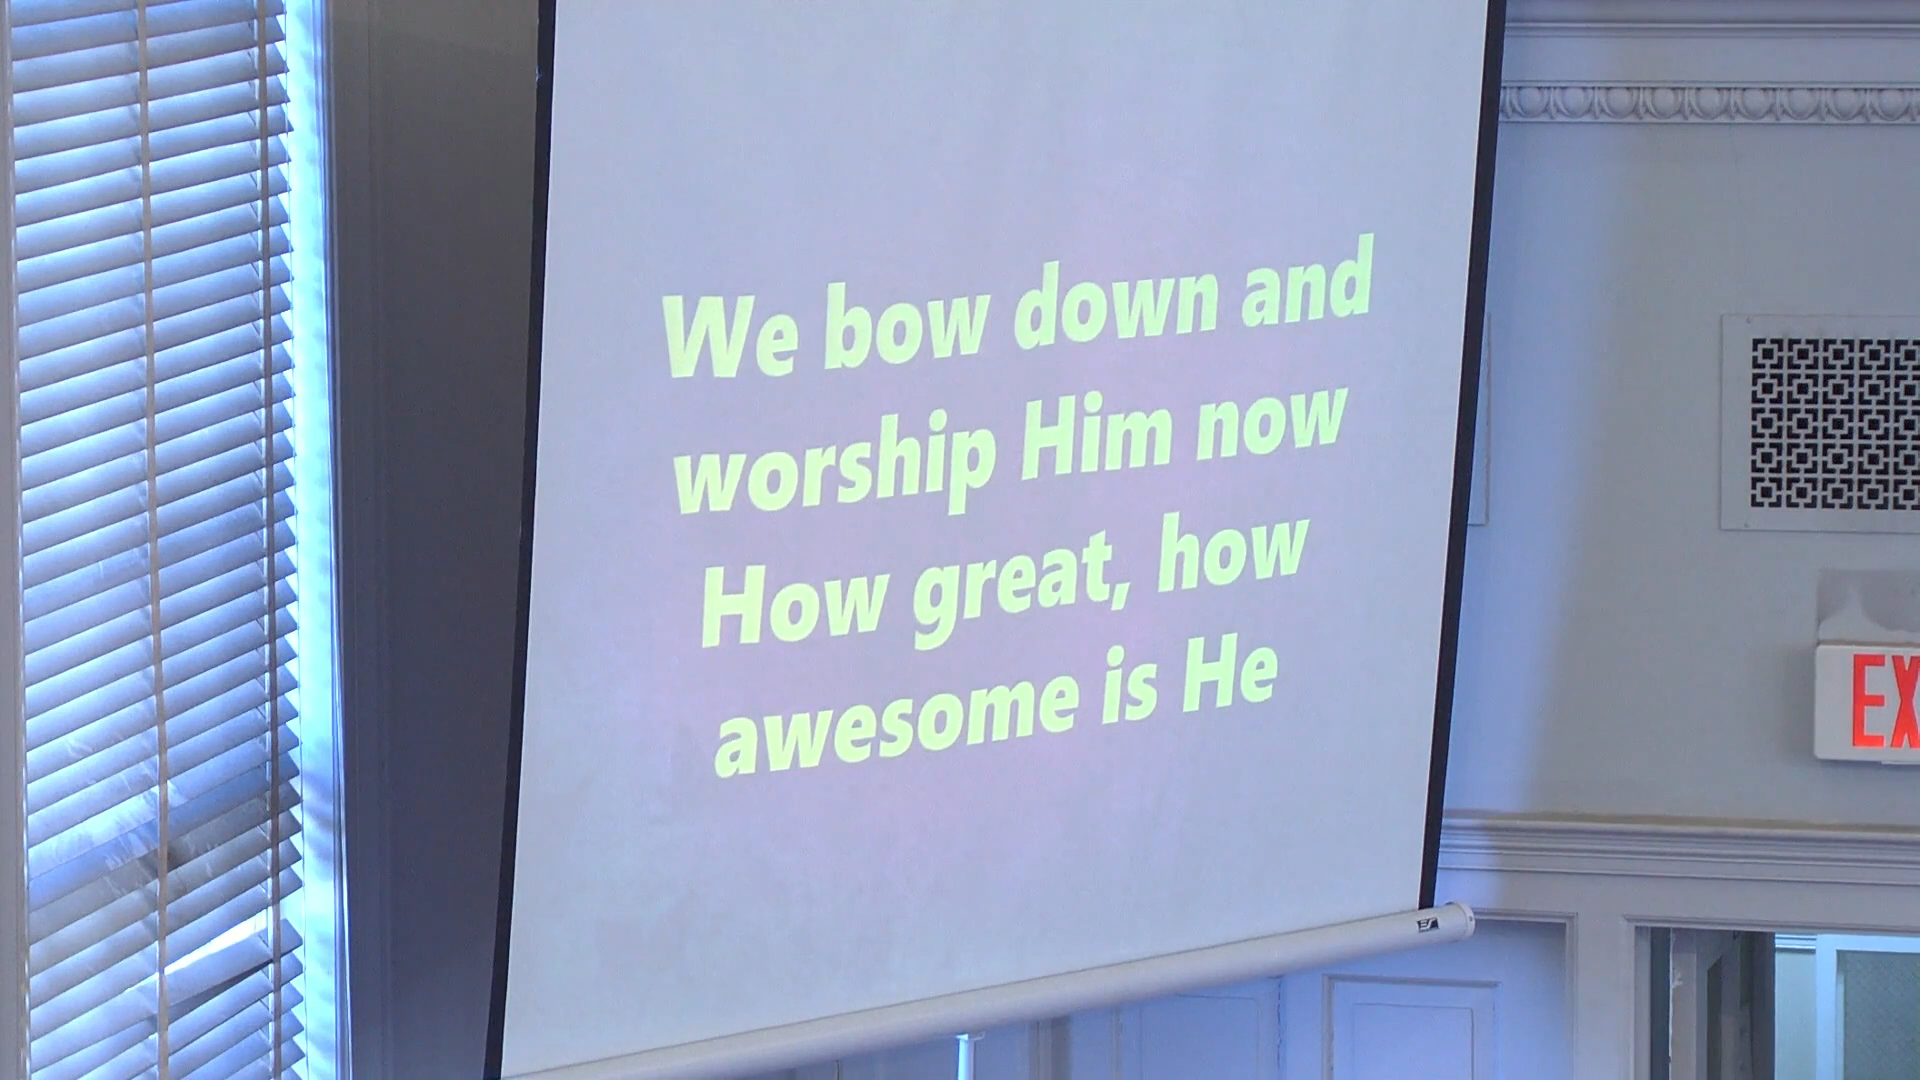 We bow down and
worship Him now
How great, how
awesome is He
EX